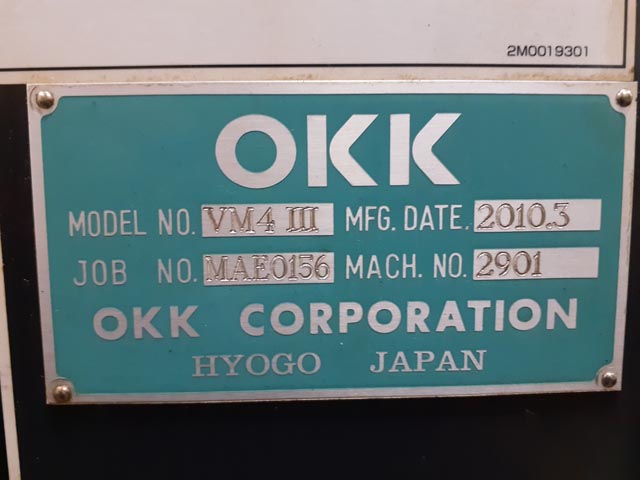 2M0019301
OKK
MODEL NO. VM4 III MFG. DATE. 2010.3
JOB NO. MAE0156 MACH. NO. 2901
OKK CORPORATION
HYOGO JAPAN